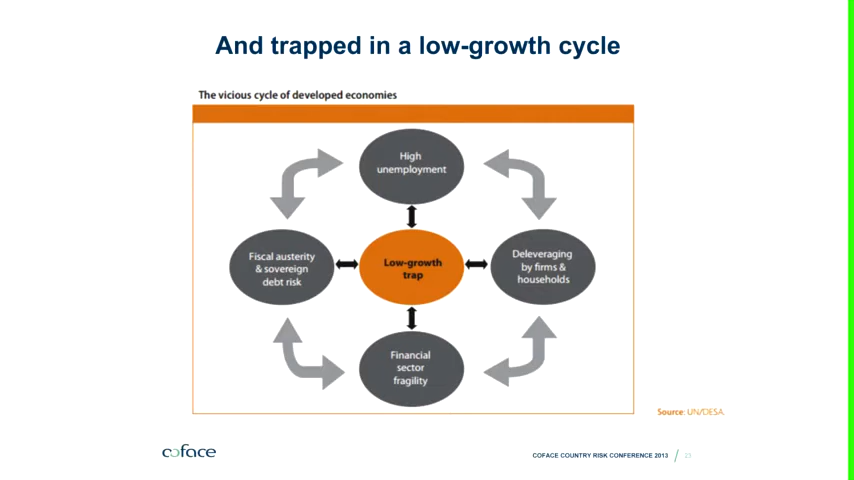 And trapped in a low-growth cycle
The vicious cycle of developed economies
High
unemployment
Fiscal austerity
& sovereign
debt risk
Low-growth
trap
Deleveraging
by firms &
households
Financial
sector
fragility
Source: UN/DESA.
coface
COFACE COUNTRY RISK CONFERENCE 2013 / 23